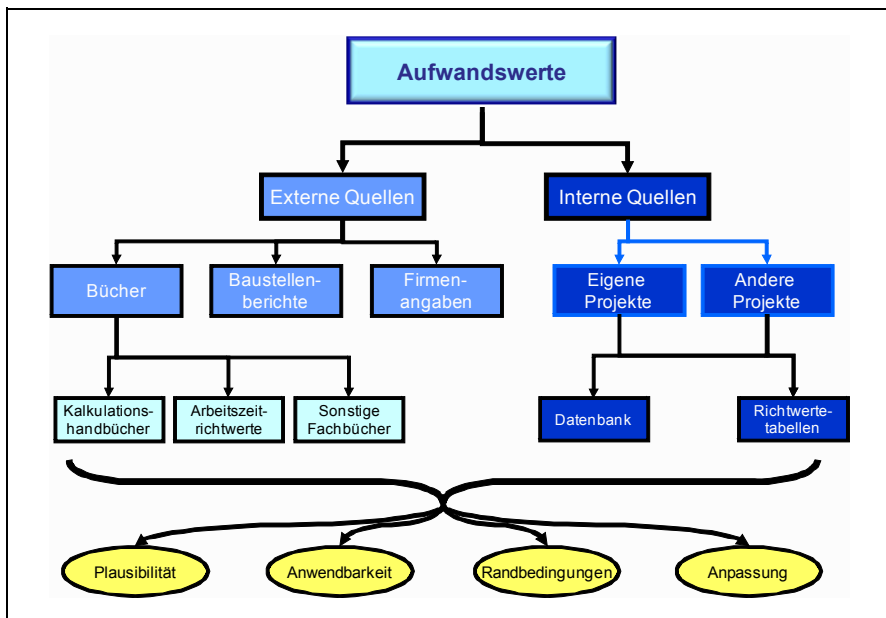 Aufwandswerte
Externe Quellen
Interne Quellen
Bücher
Baustellen-
berichte
Firmen-
angaben
Eigene
Projekte
Andere
Projekte
Kalkulations-
handbücher
Arbeitszeit-
richtwerte
Sonstige
Fachbücher
Datenbank
Richtwerte-
tabellen
Plausibilität
Anwendbarkeit
Randbedingungen
Anpassung